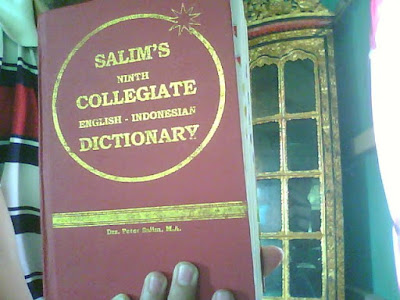 SALIM'S
NINTH
COLLEGIATE
ENGLISH - INDONESIAN
DICTIONARY
Drs. Peter Salim, M.A.